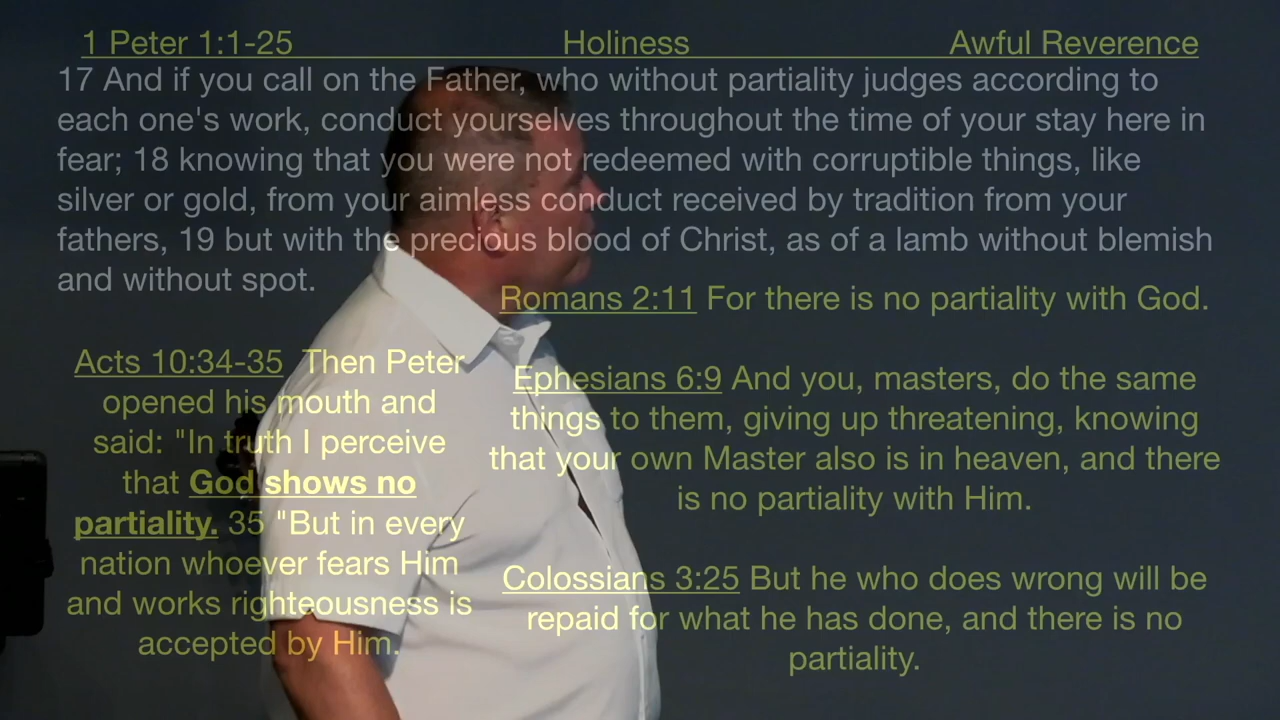 1 Peter 1:1-25 Holiness Awful Reverence
17 And if you call on the Father, who without partiality judges according to
each one's work, conduct yourselves throughout the time of your stay here in
fear; 18 knowing that you were not redeemed with corruptible things, like
silver or gold, from your aimless conduct received by tradition from your
fathers, 19 but with the precious blood of Christ, as of a lamb without blemish
and without spot.
Acts 10:34-35 Then Peter
opened his mouth and
said: "In truth I perceive
that God shows no
partiality. 35 "But in every
nation whoever fears Him
and works righteousness is
accepted by Him.
Romans 2:11 For there is no partiality with God.
Ephesians 6:9 And you, masters, do the same
things to them, giving up threatening, knowing
that your own Master also is in heaven, and there
is no partiality with Him.
Colossians 3:25 But he who does wrong will be
repaid for what he has done, and there is no
partiality.